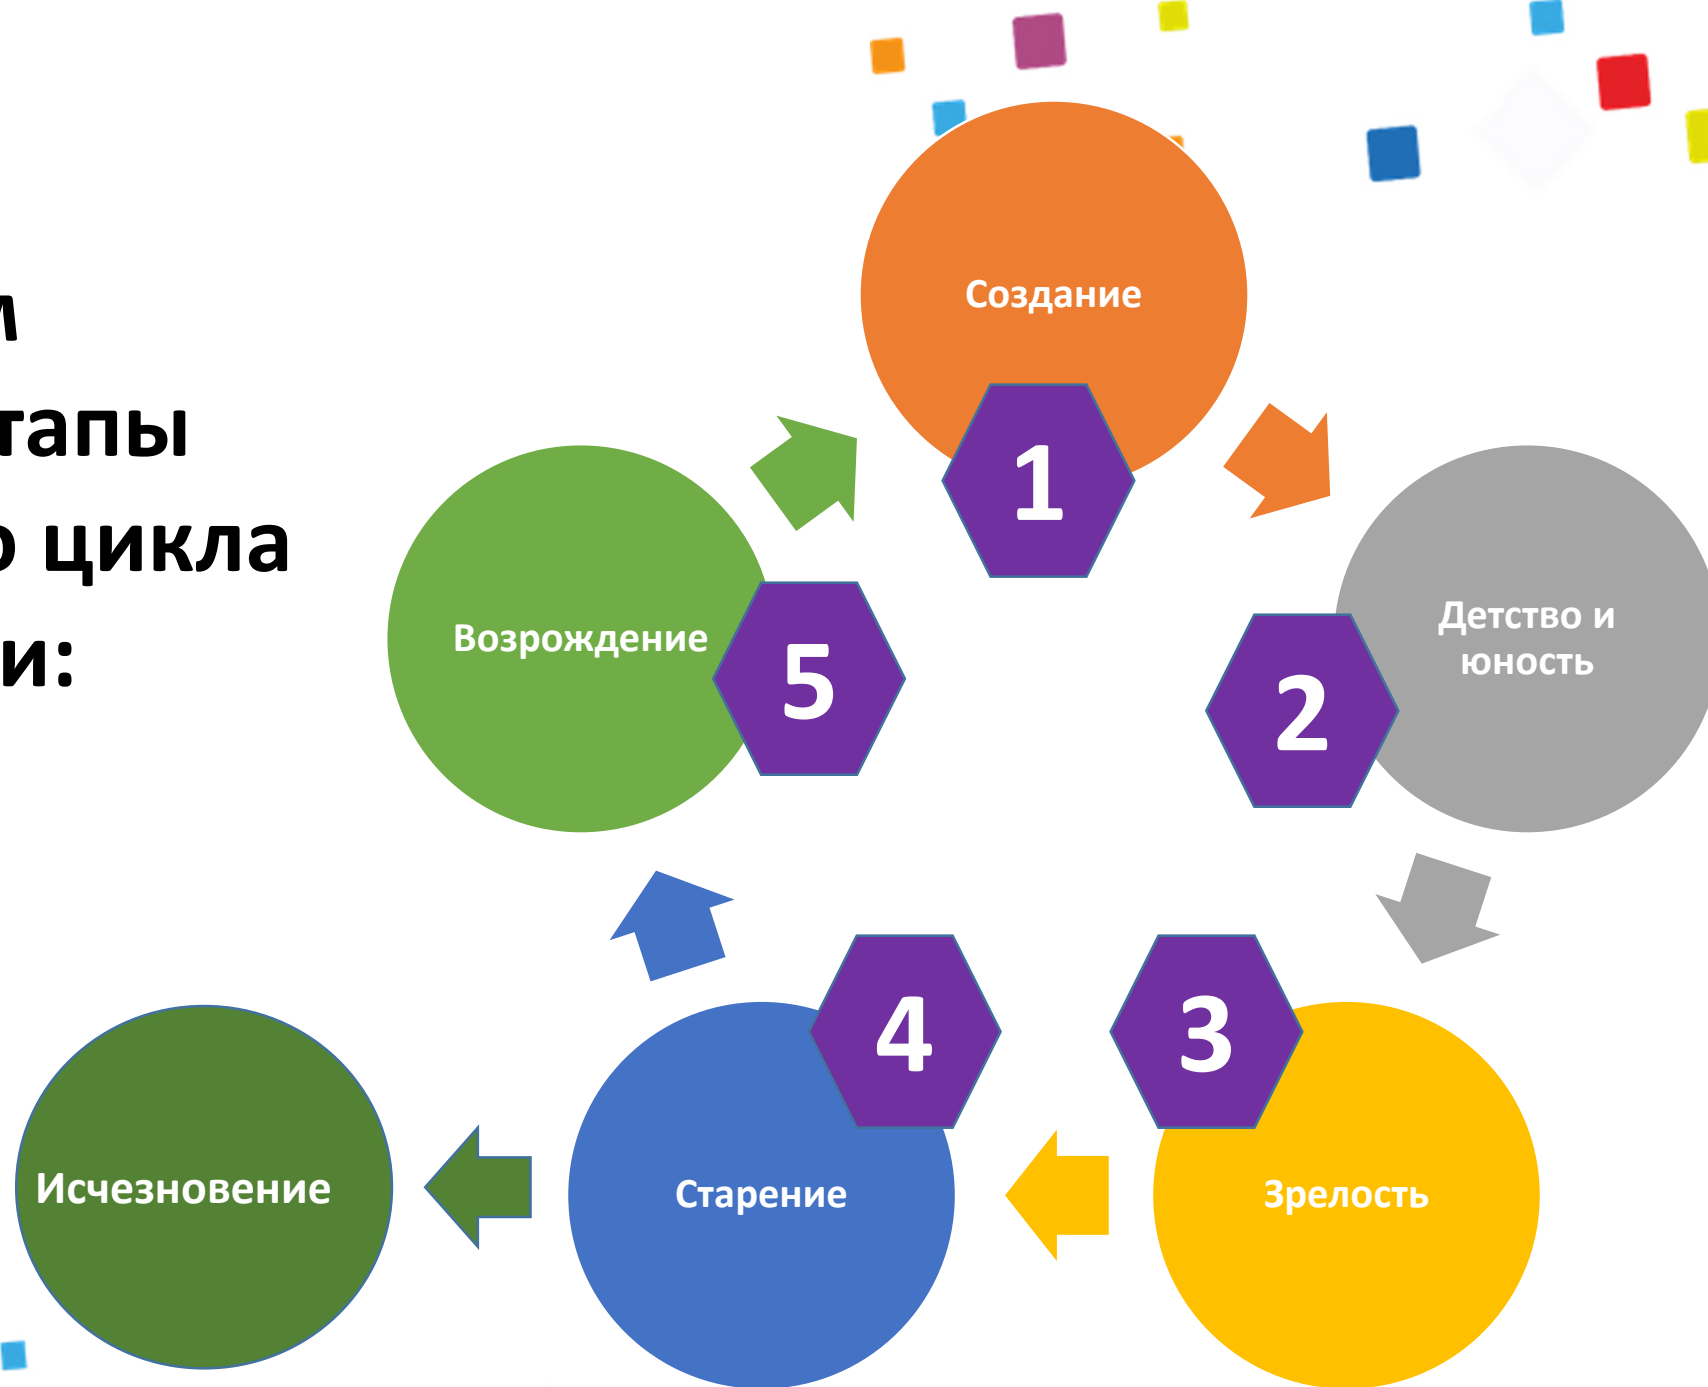 тапы
цикла
и:
Создание
1
Детство и
юность
2
3
Зрелость
4
Старение
Исчезновение
Возрождение
5